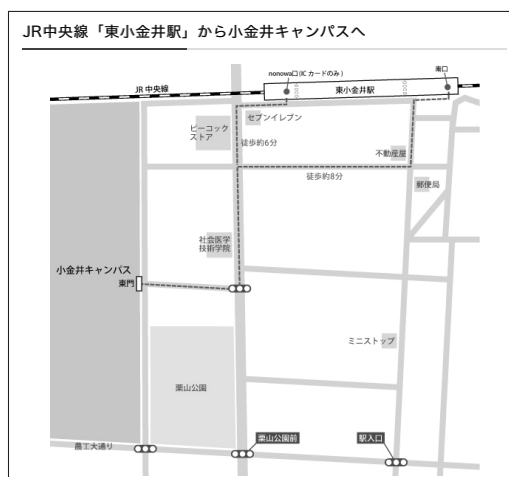 JR中央線「東小金井駅」から小金井キャンパスへ
nonowa口(ICカードのみ)
南口
JR 中央線
東小金井駅
セブンイレブン
ピーコック
ストア
徒歩約6分
不動産屋
徒歩約8分
郵便局
社会医学
技術学院
小金井キャンパス
東門
ミニストップ
栗山公園
農工大通り
栗山公園前
駅入口